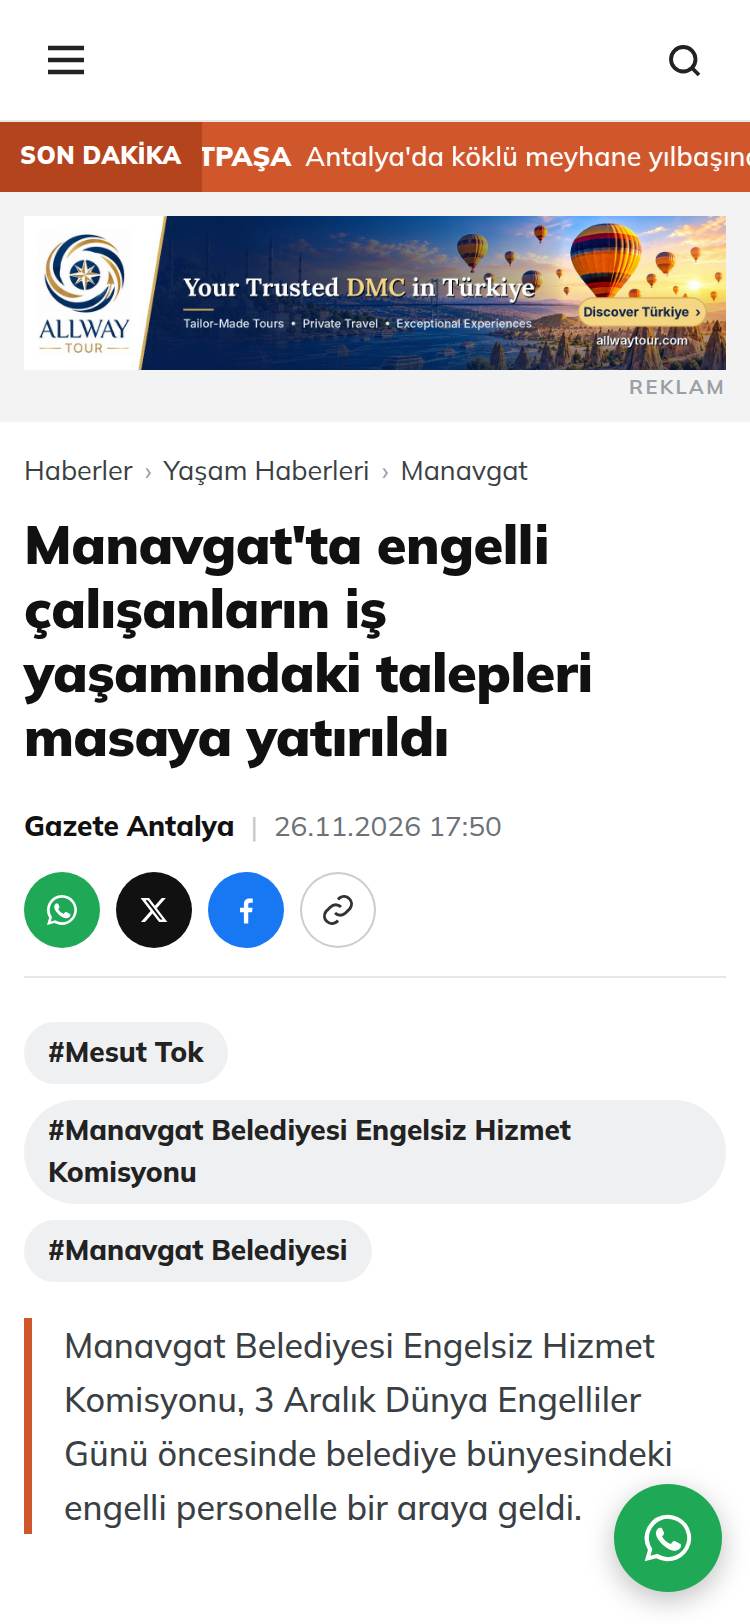 SON DAKİKA
TPAŞA Antalya'da köklü meyhane yılbaşınd
ALLWAY
TOUR
Your Trusted DMC in Türkiye
Tailor-Made Tours • Private Travel • Exceptional Experiences
Discover Türkiye ›
allwaytour.com
REKLAM
Haberler › Yaşam Haberleri › Manavgat
Manavgat'ta engelli
çalışanların iş
yaşamındaki talepleri
masaya yatırıldı
Gazete Antalya | 26.11.2026 17:50
#Mesut Tok
#Manavgat Belediyesi Engelsiz Hizmet
Komisyonu
#Manavgat Belediyesi
Manavgat Belediyesi Engelsiz Hizmet
Komisyonu, 3 Aralık Dünya Engelliler
Günü öncesinde belediye bünyesindeki
engelli personelle bir araya geldi.